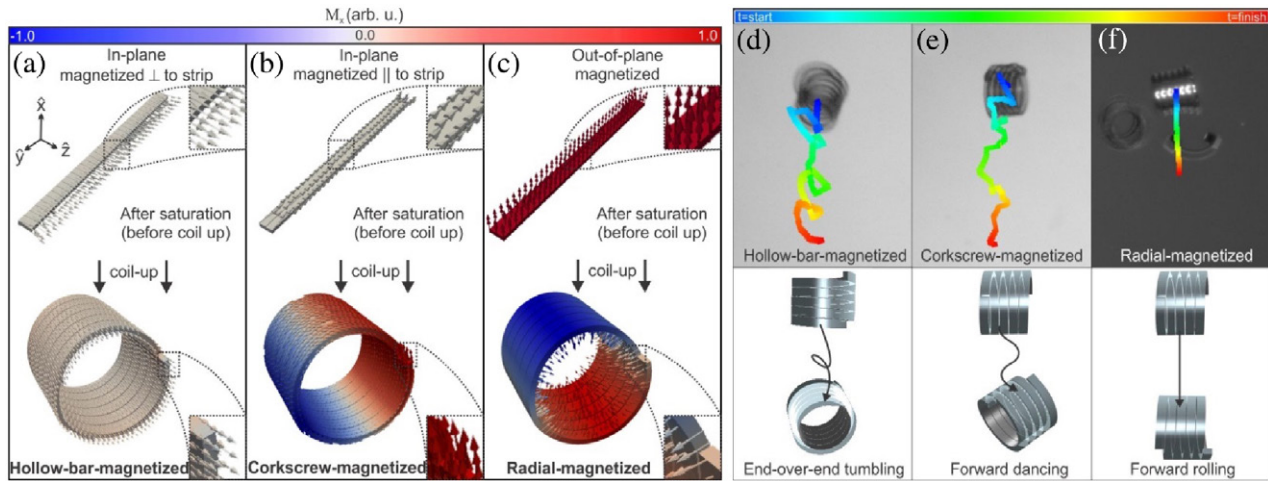 Mₓ(arb. u.)
-1.0 0.0 1.0
(a) In-plane
magnetized ⊥ to strip
x̂
ŷ ẑ
After saturation
(before coil up)
coil-up
Hollow-bar-magnetized
(b) In-plane
magnetized || to strip
After saturation
(before coil up)
coil-up
Corkscrew-magnetized
(c) Out-of-plane
magnetized
After saturation
(before coil up)
coil-up
Radial-magnetized
t=start t=finish
(d)
Hollow-bar-magnetized
End-over-end tumbling
(e)
Corkscrew-magnetized
Forward dancing
(f)
Radial-magnetized
Forward rolling